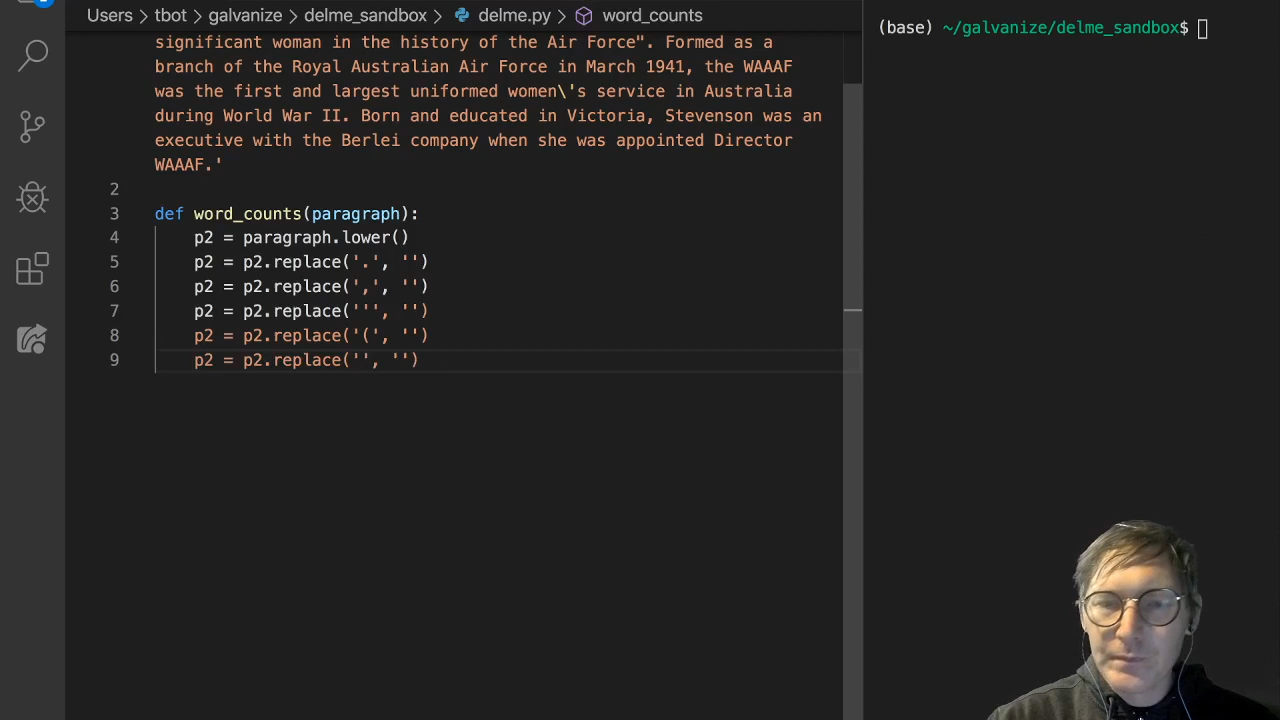 Users > tbot > galvanize > delme_sandbox > delme.py > word_counts
significant woman in the history of the Air Force". Formed as a
branch of the Royal Australian Air Force in March 1941, the WAAAF
was the first and largest uniformed women\'s service in Australia
during World War II. Born and educated in Victoria, Stevenson was an
executive with the Berlei company when she was appointed Director
WAAAF.'
2
3 def word_counts(paragraph):
4     p2 = paragraph.lower()
5     p2 = p2.replace('.', '')
6     p2 = p2.replace(',', '')
7     p2 = p2.replace(''', '')
8     p2 = p2.replace('(', '')
9     p2 = p2.replace('', '')
(base) ~/galvanize/delme_sandbox$